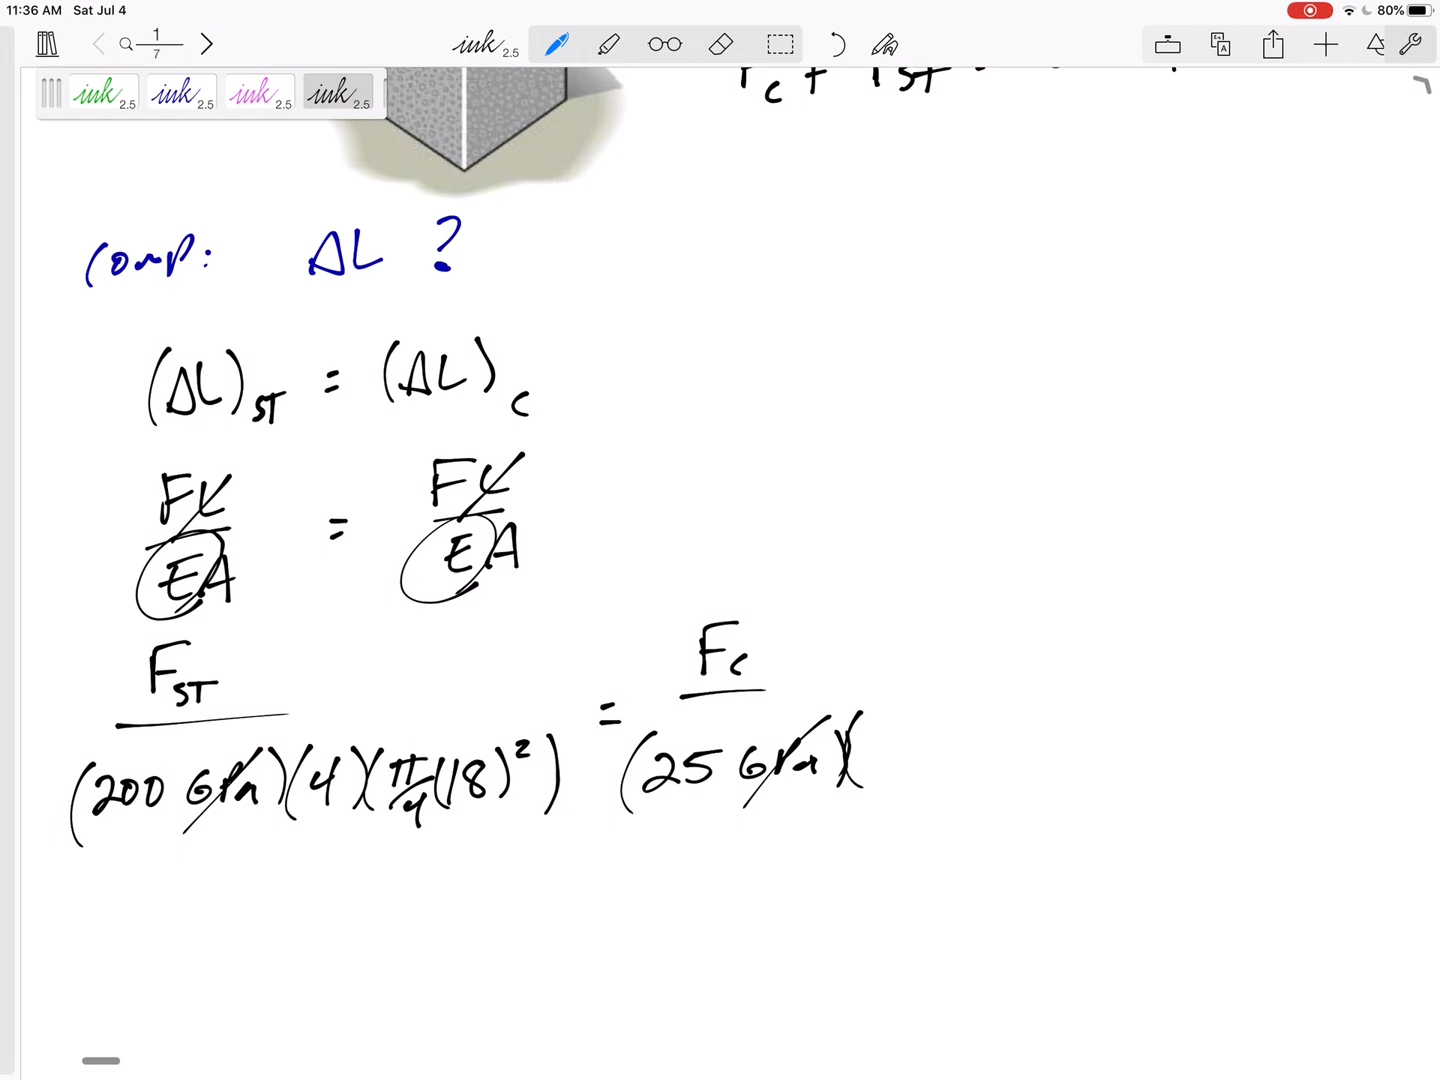 11:36 AM Sat Jul 4
80%
1/7
ink 2.5
ink 2.5 ink 2.5 ink 2.5 ink 2.5
Comp: ΔL ?
(ΔL)ST = (ΔL)C
FL/EA = FL/EA
FST/(200 GPa)(4)(π/4(18)²) = FC/(25 GPa)(